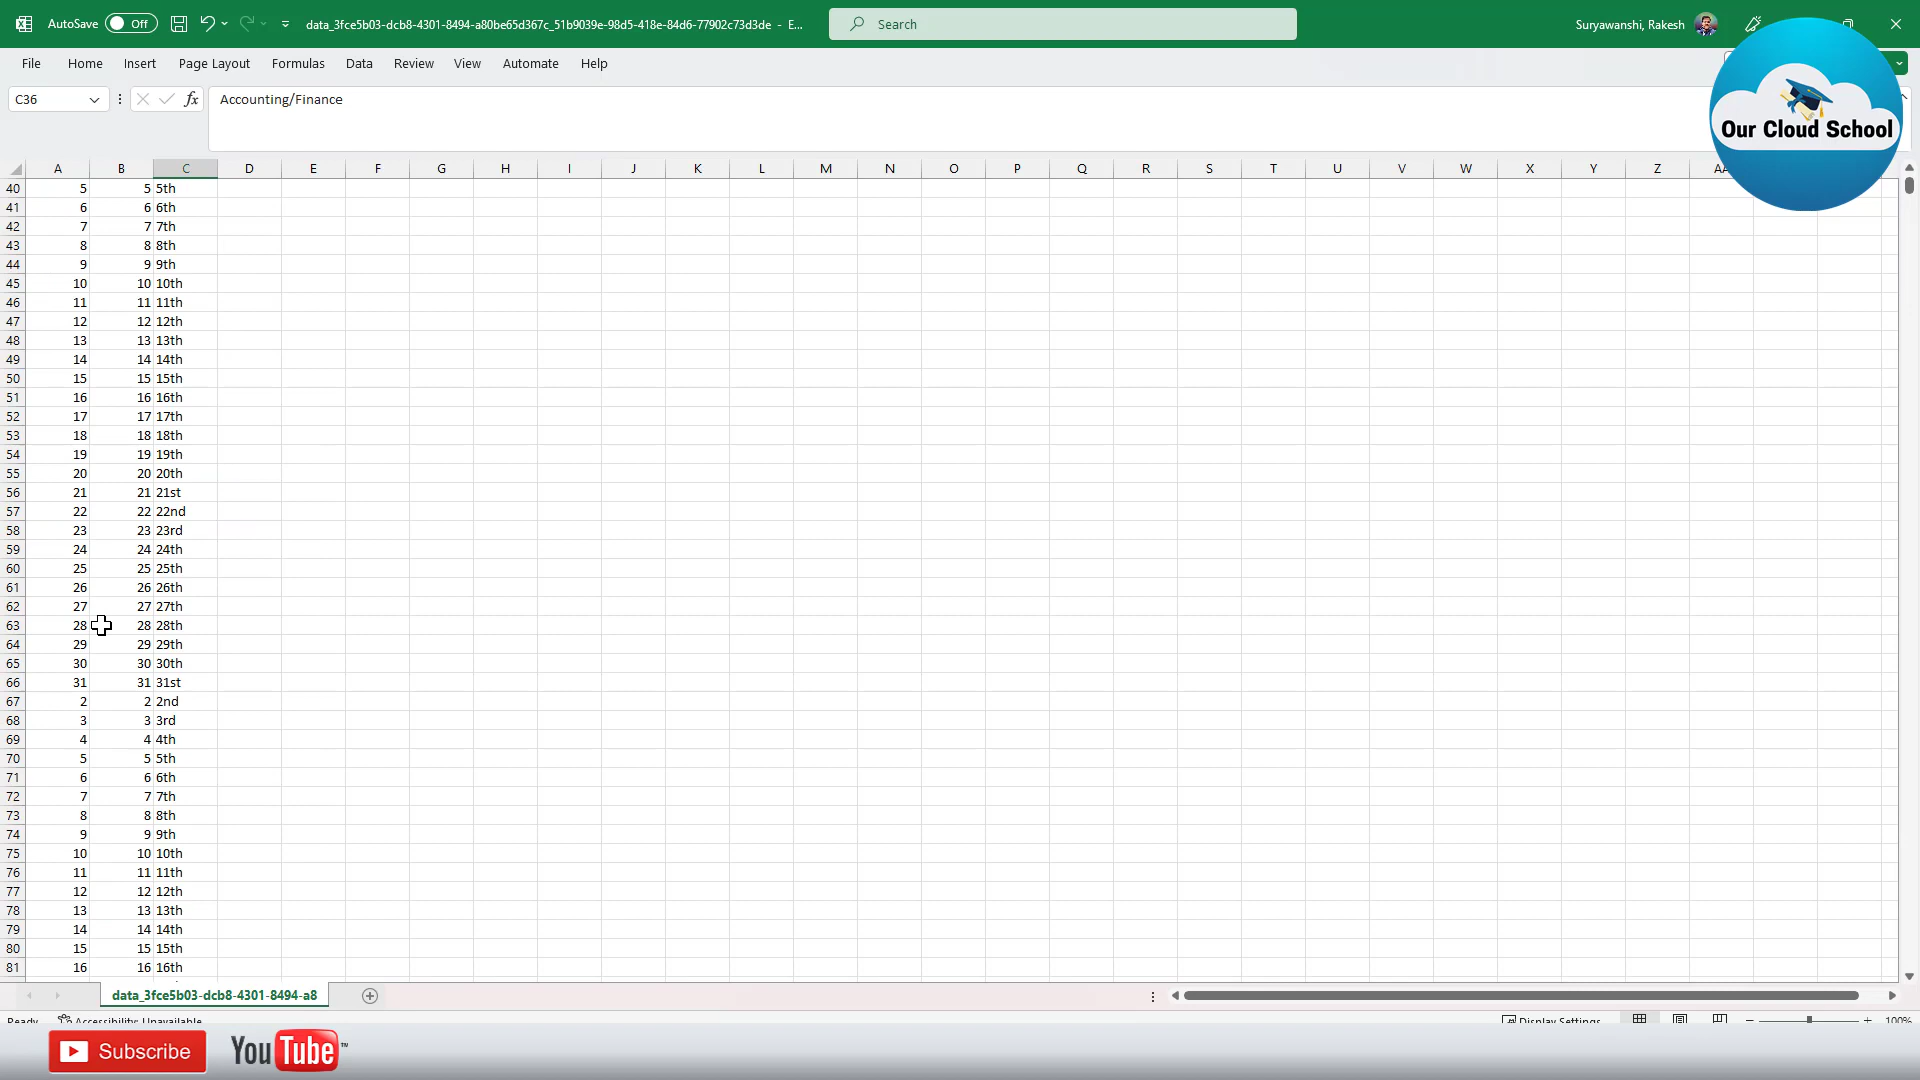 AutoSave Off data_3fce5b03-dcb8-4301-8494-a80be65d367c_51b9039e-98d5-418e-84d6-77902c73d3de - E... Search Suryawanshi, Rakesh
File Home Insert Page Layout Formulas Data Review View Automate Help
C36 fx Accounting/Finance
Our Cloud School
A B C D E F G H I J K L M N O P Q R S T U V W X Y Z
40 5 5 5th
41 6 6 6th
42 7 7 7th
43 8 8 8th
44 9 9 9th
45 10 10 10th
46 11 11 11th
47 12 12 12th
48 13 13 13th
49 14 14 14th
50 15 15 15th
51 16 16 16th
52 17 17 17th
53 18 18 18th
54 19 19 19th
55 20 20 20th
56 21 21 21st
57 22 22 22nd
58 23 23 23rd
59 24 24 24th
60 25 25 25th
61 26 26 26th
62 27 27 27th
63 28 28 28th
64 29 29 29th
65 30 30 30th
66 31 31 31st
67 2 2 2nd
68 3 3 3rd
69 4 4 4th
70 5 5 5th
71 6 6 6th
72 7 7 7th
73 8 8 8th
74 9 9 9th
75 10 10 10th
76 11 11 11th
77 12 12 12th
78 13 13 13th
79 14 14 14th
80 15 15 15th
81 16 16 16th
data_3fce5b03-dcb8-4301-8494-a8
Ready Accessibility: Unavailable Display Settings 100%
Subscribe YouTube ™